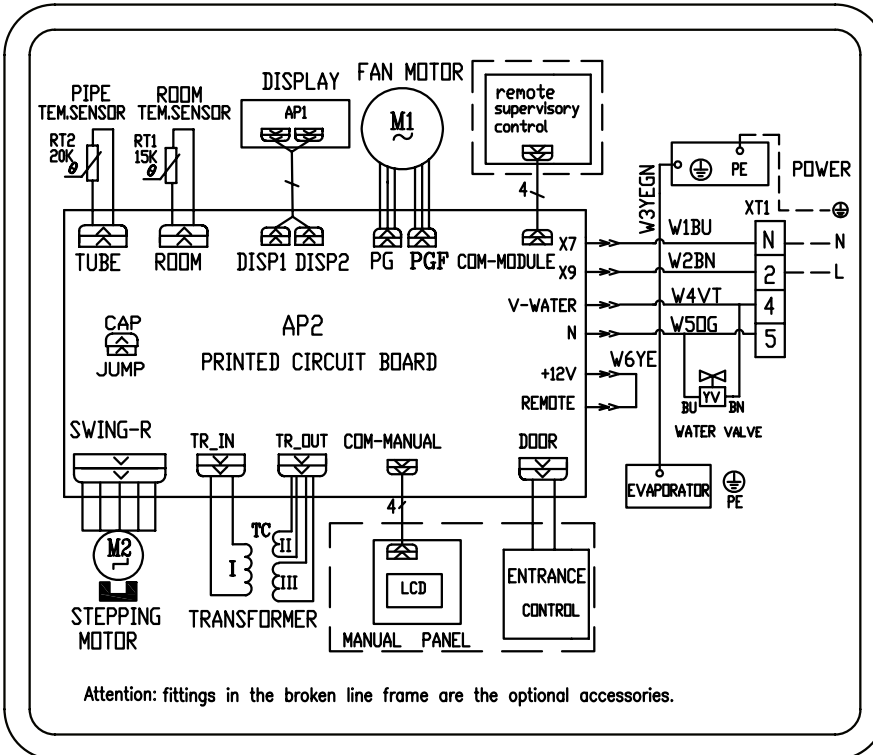 PIPE
TEM.SENSOR
ROOM
TEM.SENSOR
DISPLAY
FAN MOTOR
RT2
20K
θ
RT1
15K
θ
AP1
M1
~
remote
supervisory
control
4
W3YEGN
PE
POWER
XT1
TUBE
ROOM
DISP1 DISP2
PG
PGF
COM-MODULE
X7
W1BU
N
N
X9
W2BN
2
L
V-WATER
W4VT
4
N
W5OG
5
CAP
JUMP
AP2
PRINTED CIRCUIT BOARD
+12V
W6YE
REMOTE
BU
YV
BN
WATER VALVE
SWING-R
TR_IN
TR_OUT
COM-MANUAL
DOOR
EVAPORATOR
PE
4
M2
TC
I
II
III
LCD
ENTRANCE
CONTROL
STEPPING
MOTOR
TRANSFORMER
MANUAL PANEL
Attention: fittings in the broken line frame are the optional accessories.